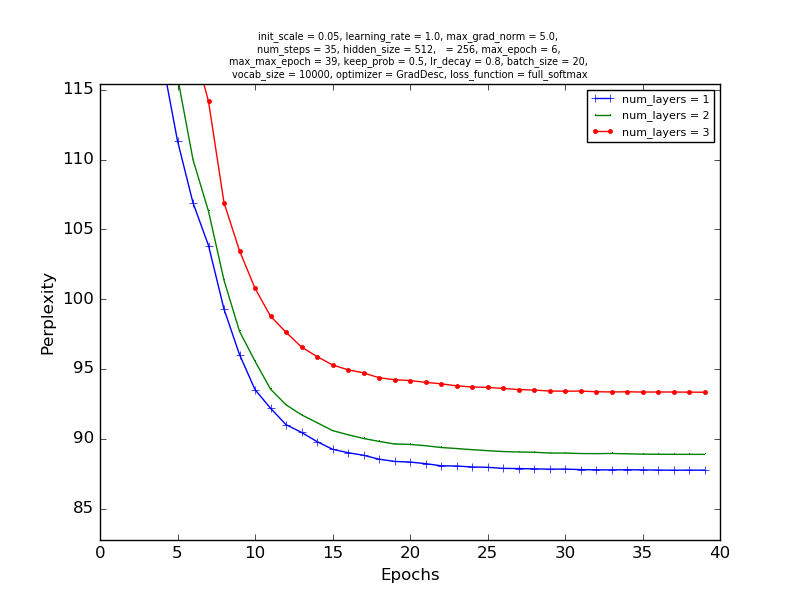 init_scale = 0.05, learning_rate = 1.0, max_grad_norm = 5.0,
num_steps = 35, hidden_size = 512,   = 256, max_epoch = 6,
max_max_epoch = 39, keep_prob = 0.5, lr_decay = 0.8, batch_size = 20,
vocab_size = 10000, optimizer = GradDesc, loss_function = full_softmax
115
110
105
100
95
90
85
Perplexity
num_layers = 1
num_layers = 2
num_layers = 3
0 5 10 15 20 25 30 35 40
Epochs